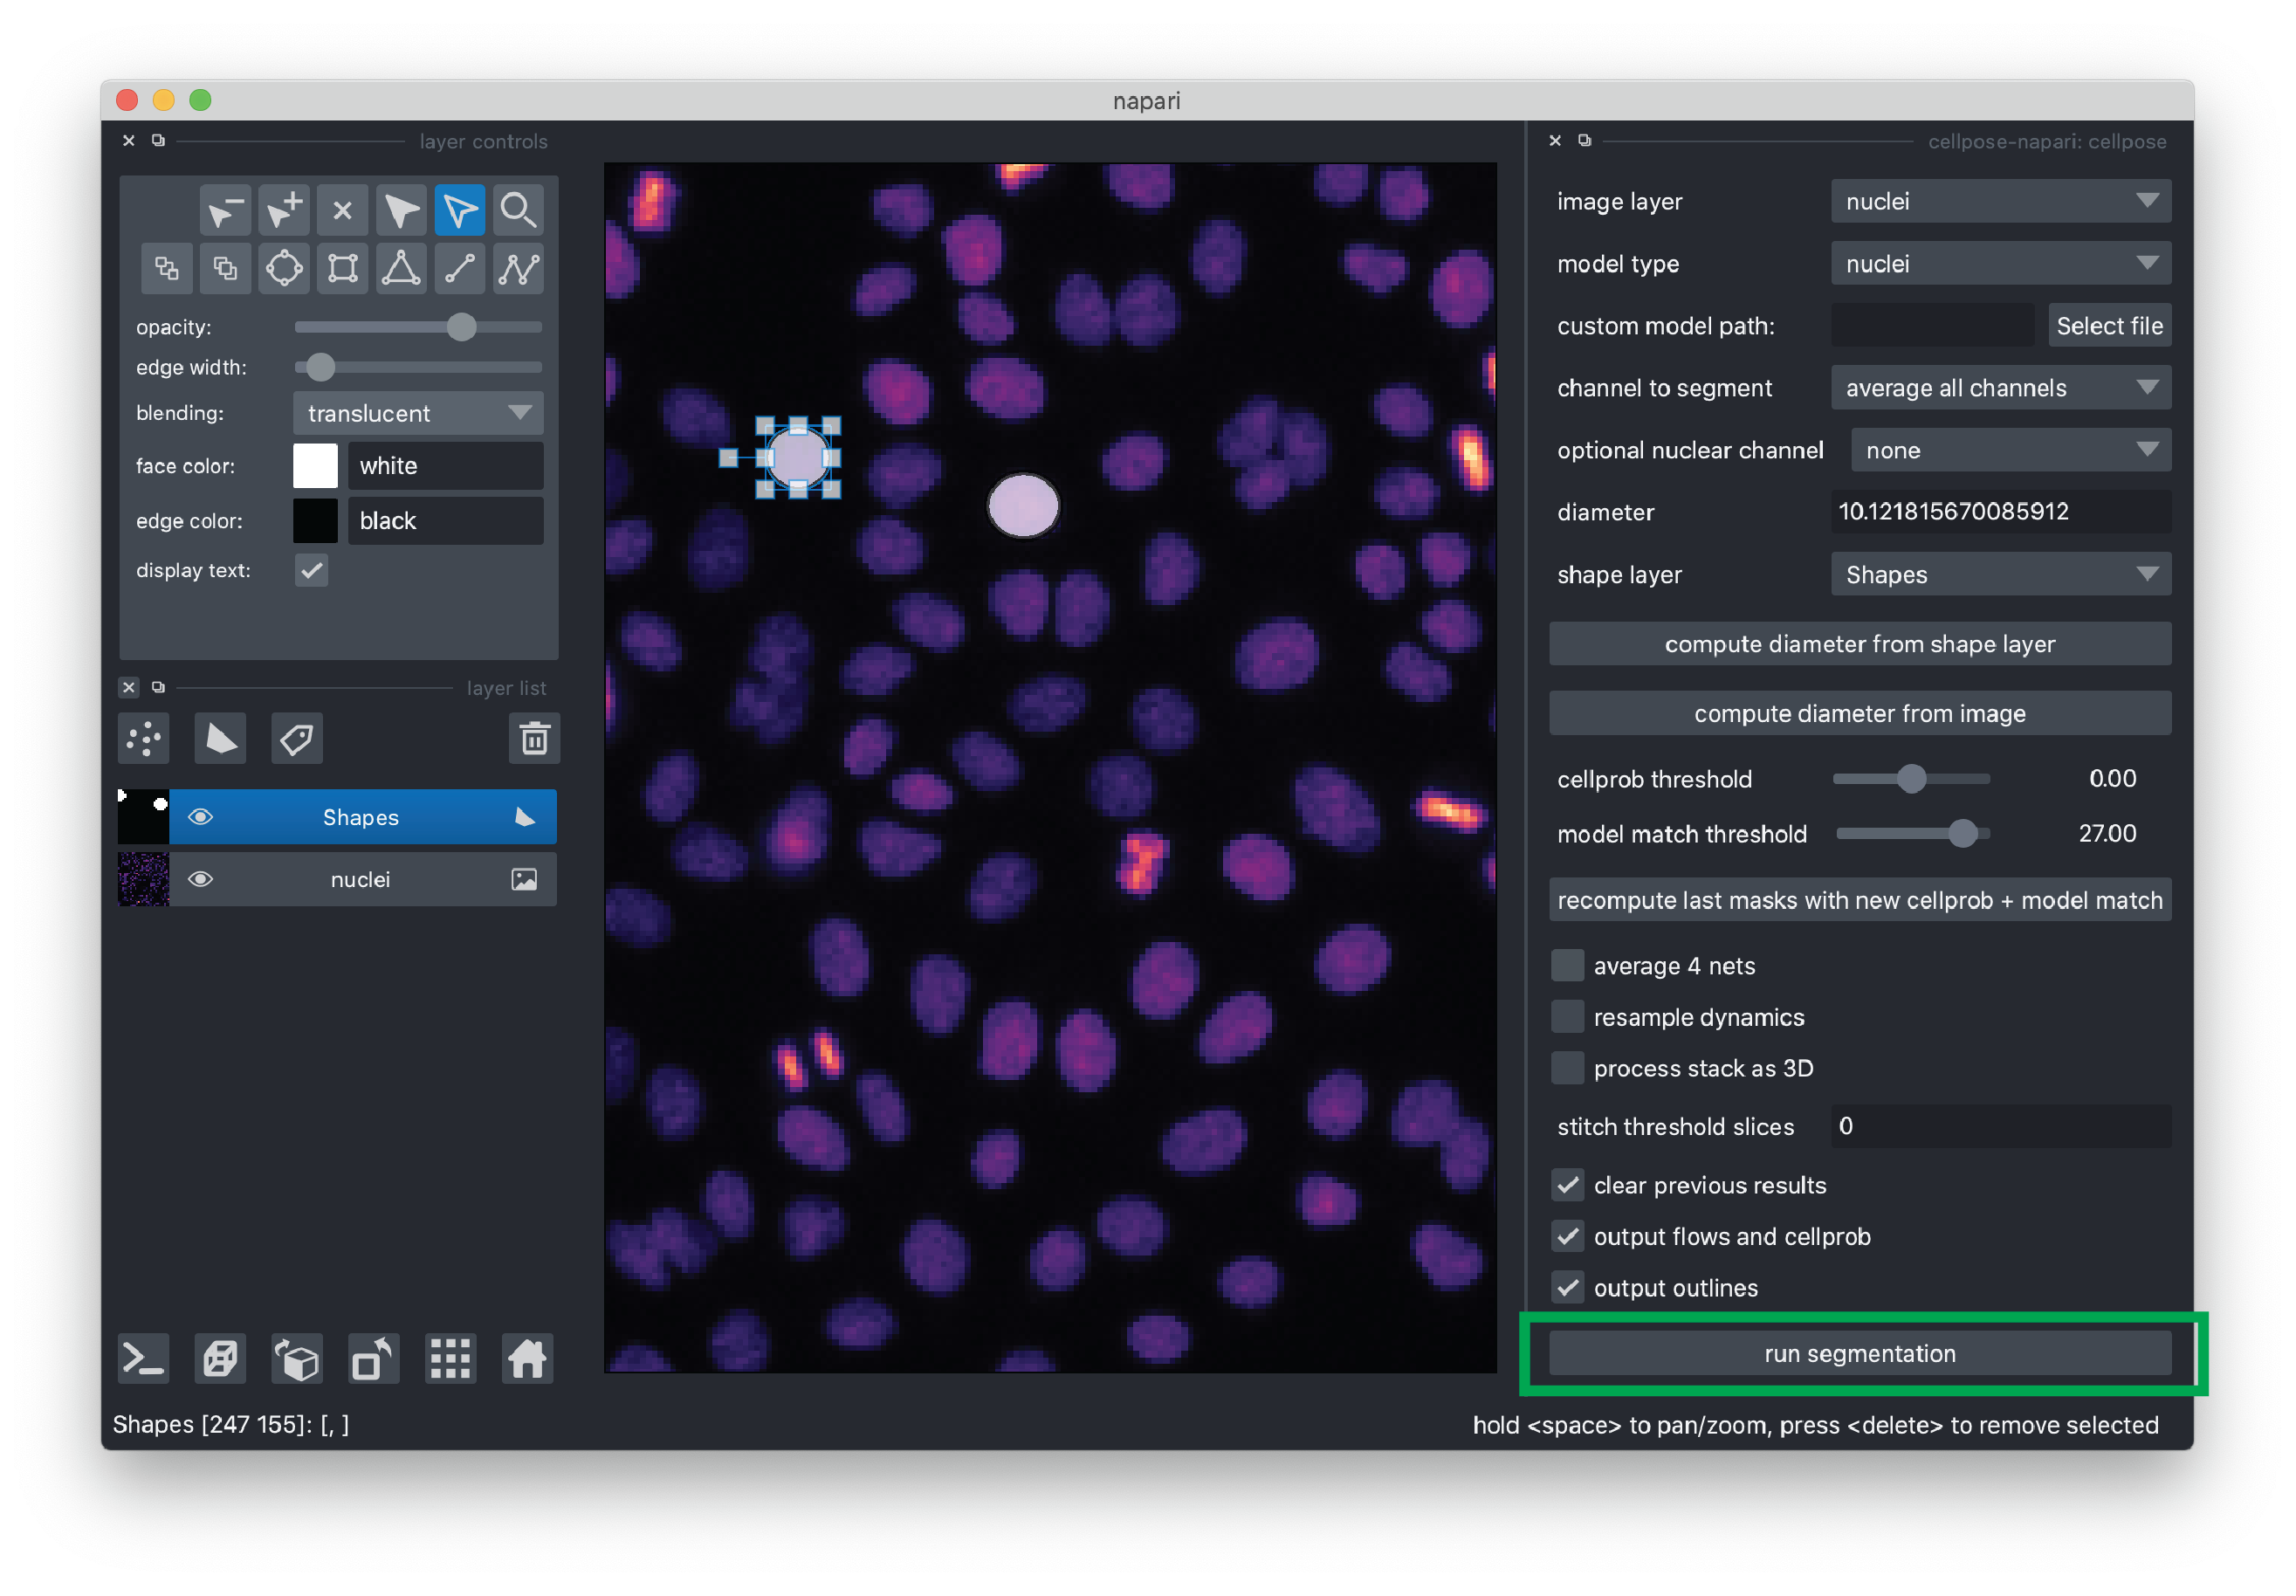 napari
layer controls
opacity:
edge width:
blending:
translucent
face color:
white
edge color:
black
display text:
layer list
Shapes
nuclei
Shapes [247 155]: [, ]
cellpose-napari: cellpose
image layer
nuclei
model type
nuclei
custom model path:
Select file
channel to segment
average all channels
optional nuclear channel
none
diameter
10.121815670085912
shape layer
Shapes
compute diameter from shape layer
compute diameter from image
cellprob threshold
0.00
model match threshold
27.00
recompute last masks with new cellprob + model match
average 4 nets
resample dynamics
process stack as 3D
stitch threshold slices
0
clear previous results
output flows and cellprob
output outlines
run segmentation
hold <space> to pan/zoom, press <delete> to remove selected